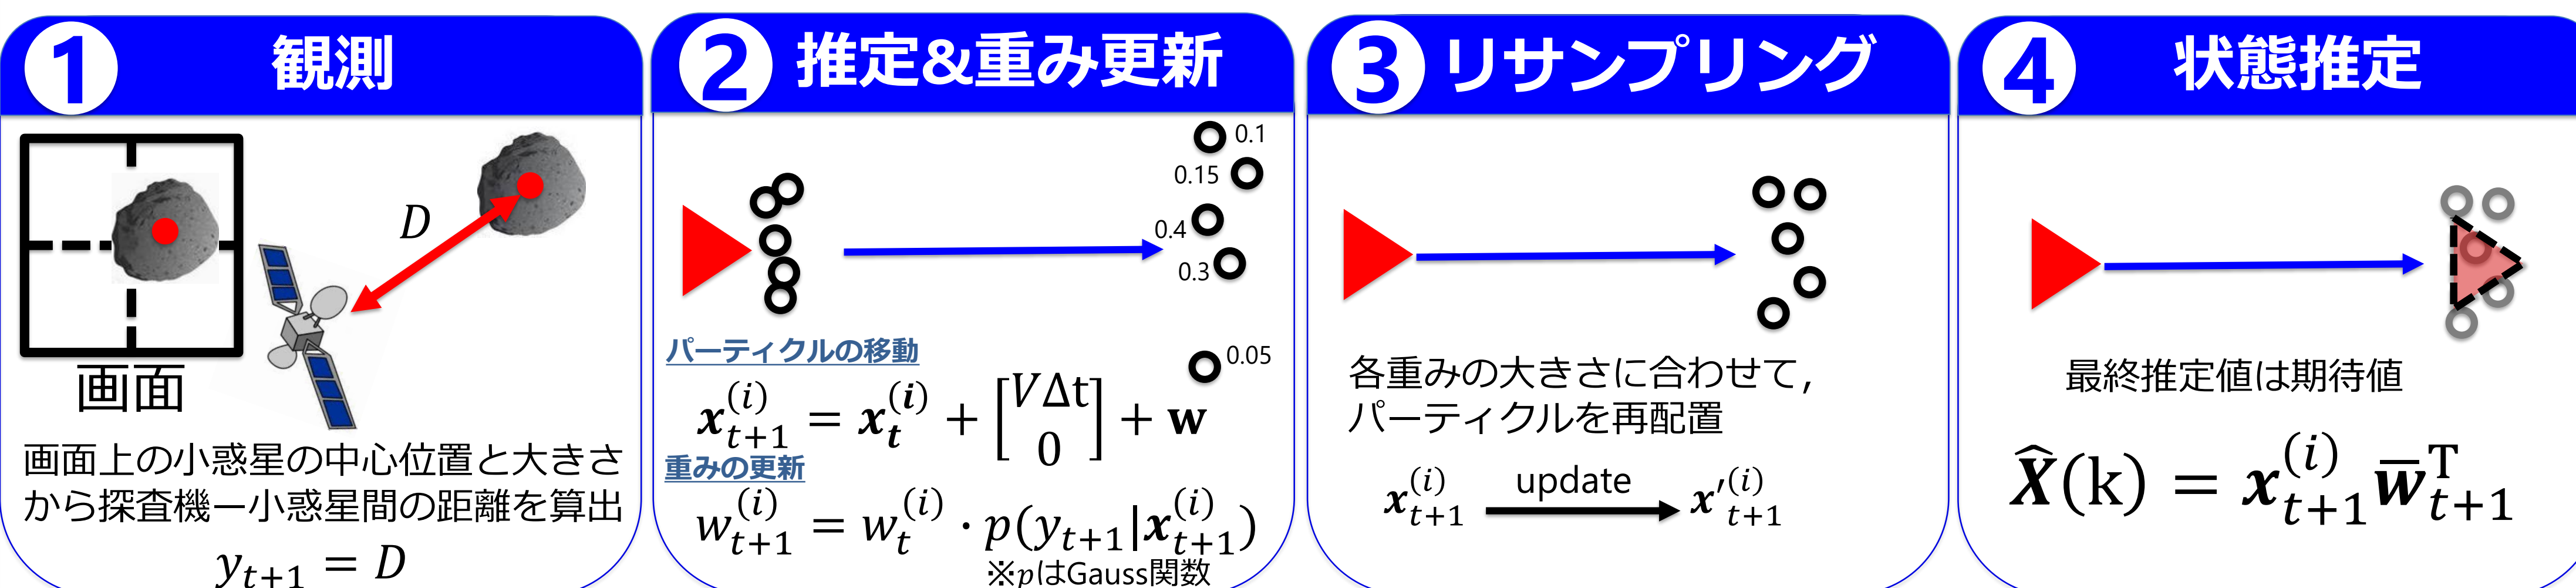 1 観測
D
画面
画面上の小惑星の中心位置と大きさ
から探査機ー小惑星間の距離を算出
y_{t+1} = D
2 推定&重み更新
0.1
0.15
0.4
0.3
0.05
パーティクルの移動
x_{t+1}^{(i)} = x_t^{(i)} + [VΔt 0] + w
重みの更新
w_{t+1}^{(i)} = w_t^{(i)} · p(y_{t+1}|x_{t+1}^{(i)})
※pはGauss関数
3 リサンプリング
各重みの大きさに合わせて,
パーティクルを再配置
x_{t+1}^{(i)} update x'_{t+1}^{(i)}
4 状態推定
最終推定値は期待値
X̂(k) = x_{t+1}^{(i)} w̅_{t+1}^T